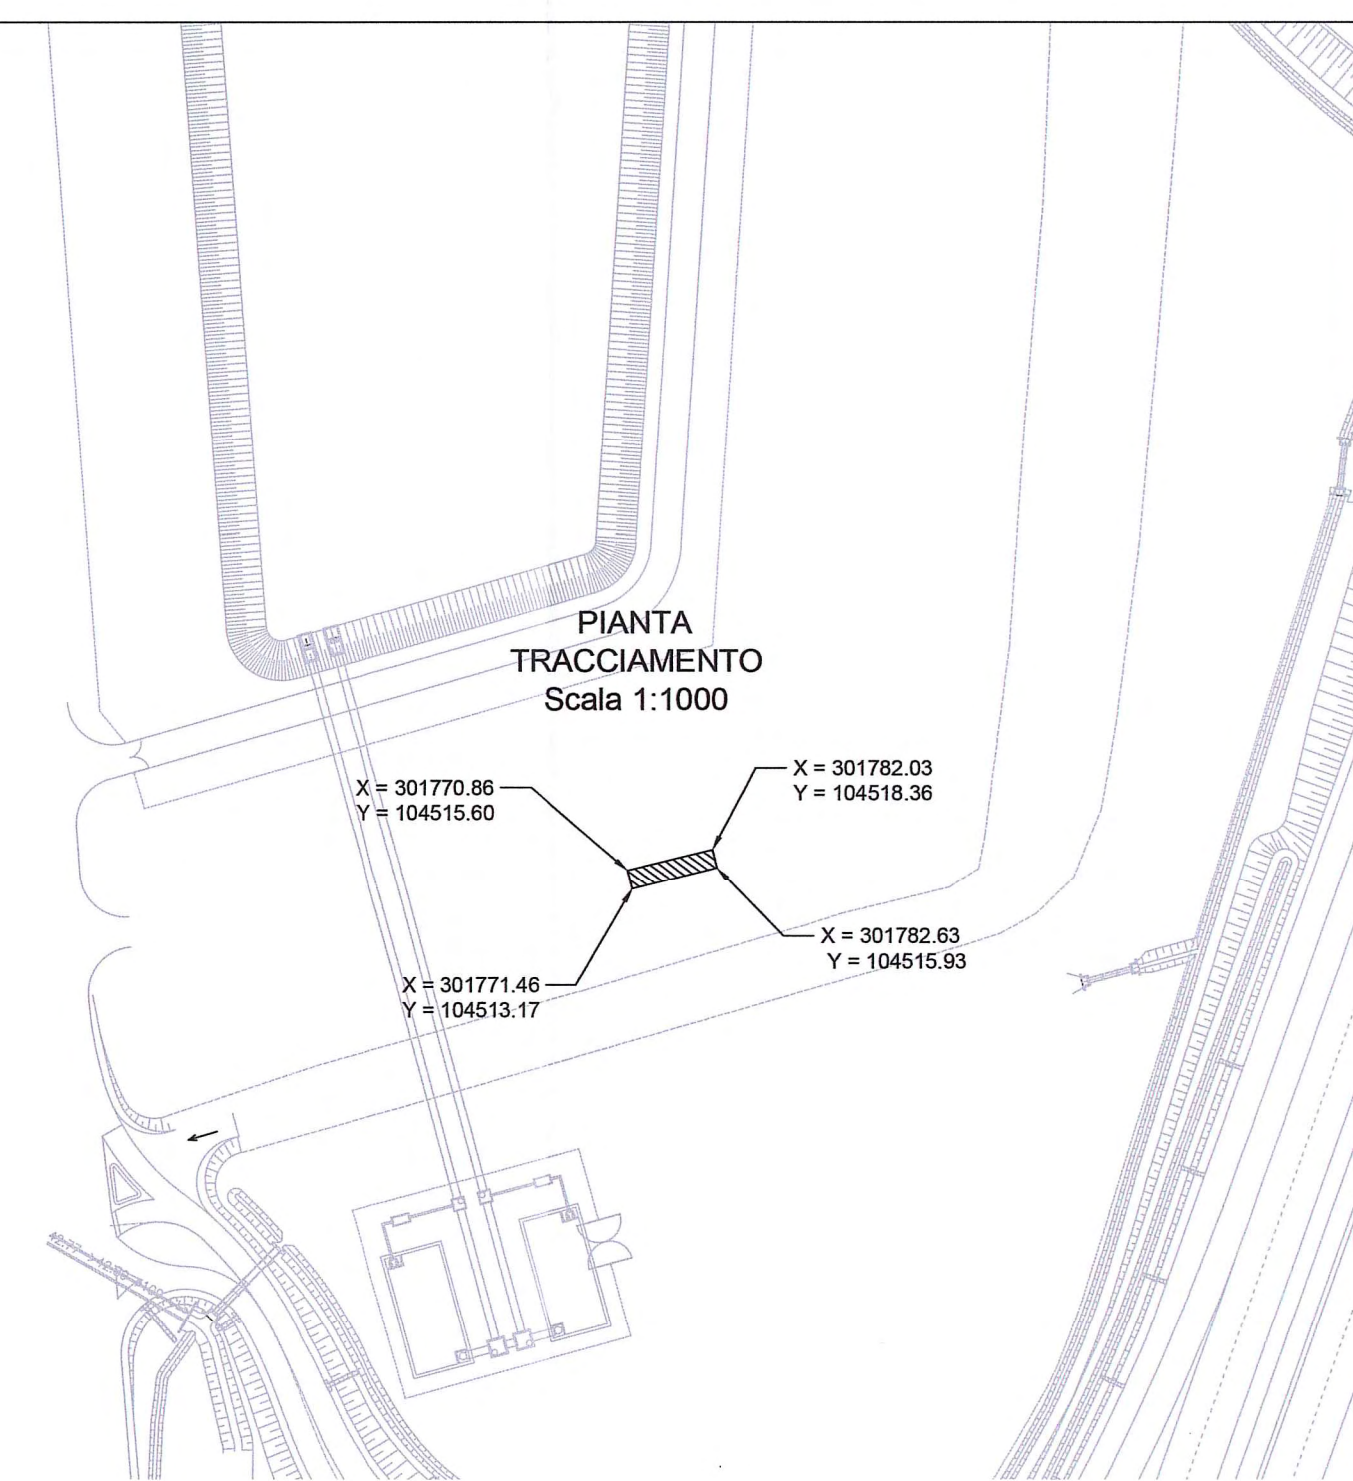 PIANTA
TRACCIAMENTO
Scala 1:1000
X = 301770.86
Y = 104515.60
X = 301782.03
Y = 104518.36
X = 301782.63
Y = 104515.93
X = 301771.46
Y = 104513.17